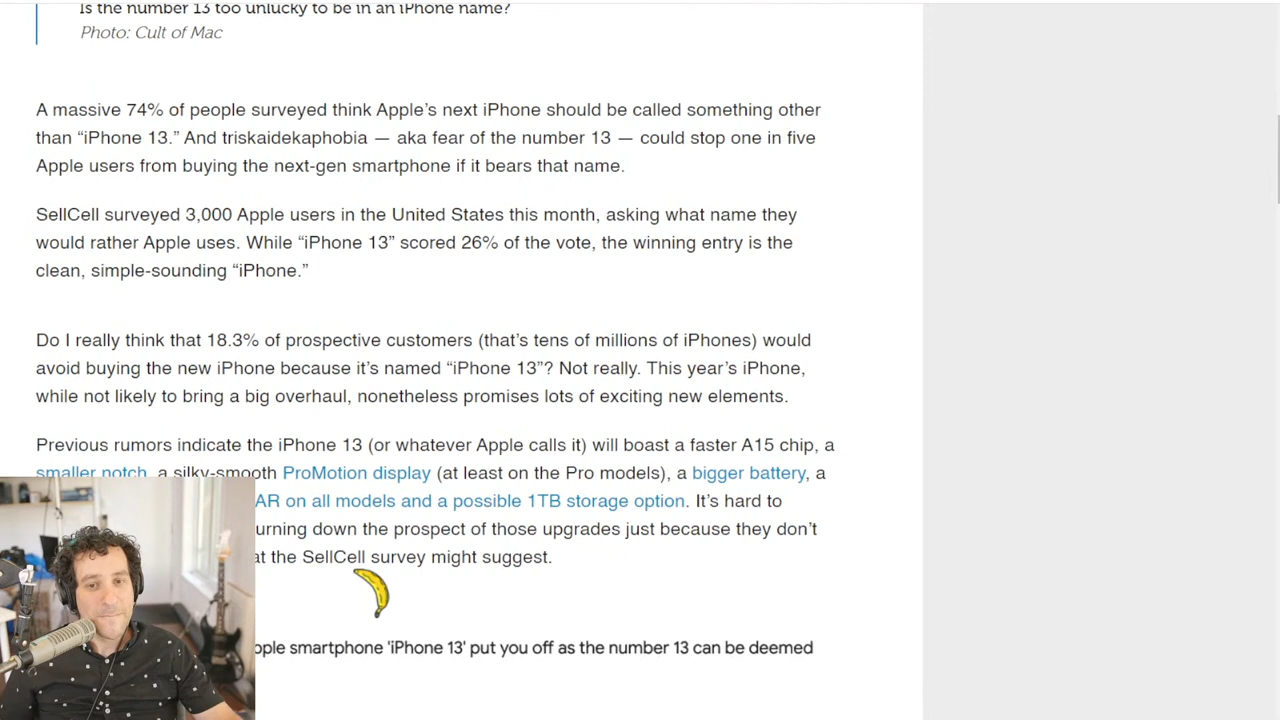 Is the number 13 too unlucky to be in an iPhone name?
Photo: Cult of Mac
A massive 74% of people surveyed think Apple’s next iPhone should be called something other
than “iPhone 13.” And triskaidekaphobia — aka fear of the number 13 — could stop one in five
Apple users from buying the next-gen smartphone if it bears that name.
SellCell surveyed 3,000 Apple users in the United States this month, asking what name they
would rather Apple uses. While “iPhone 13” scored 26% of the vote, the winning entry is the
clean, simple-sounding “iPhone.”
Do I really think that 18.3% of prospective customers (that’s tens of millions of iPhones) would
avoid buying the new iPhone because it’s named “iPhone 13”? Not really. This year’s iPhone,
while not likely to bring a big overhaul, nonetheless promises lots of exciting new elements.
Previous rumors indicate the iPhone 13 (or whatever Apple calls it) will boast a faster A15 chip, a
smaller notch, a silky-smooth ProMotion display (at least on the Pro models), a bigger battery, a
AR on all models and a possible 1TB storage option. It’s hard to
urning down the prospect of those upgrades just because they don’t
at the SellCell survey might suggest.
ople smartphone 'iPhone 13' put you off as the number 13 can be deemed